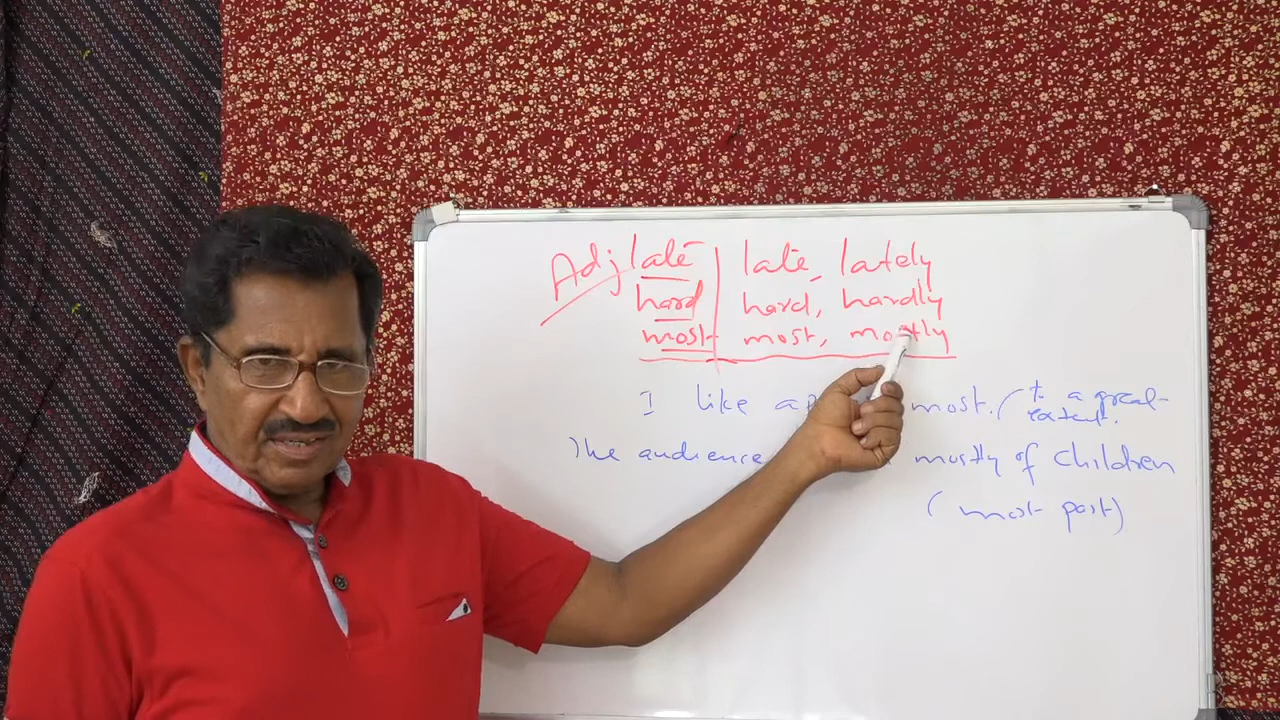 Adj late | late, lately
hard | hard, hardly
most | most, mostly
I like most. (to a great
extent.
The audience mostly of children
(most part)